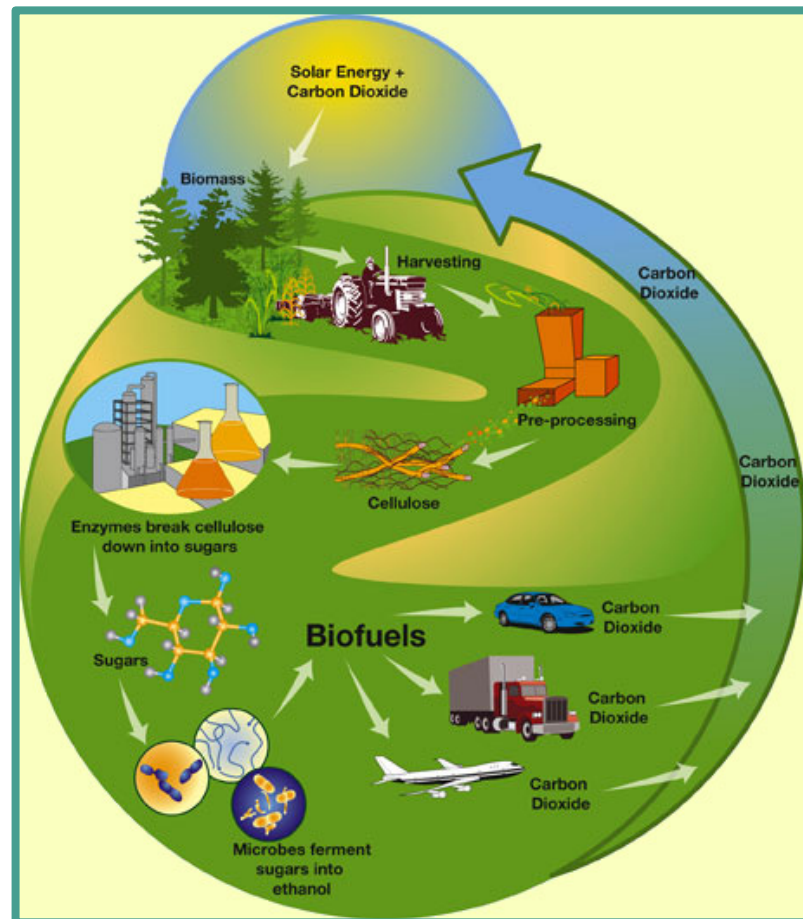 Solar Energy +
Carbon Dioxide
Biomass
Harvesting
Carbon
Dioxide
Pre-processing
Carbon
Dioxide
Cellulose
Enzymes break cellulose
down into sugars
Sugars
Biofuels
Carbon
Dioxide
Carbon
Dioxide
Carbon
Dioxide
Microbes ferment
sugars into
ethanol